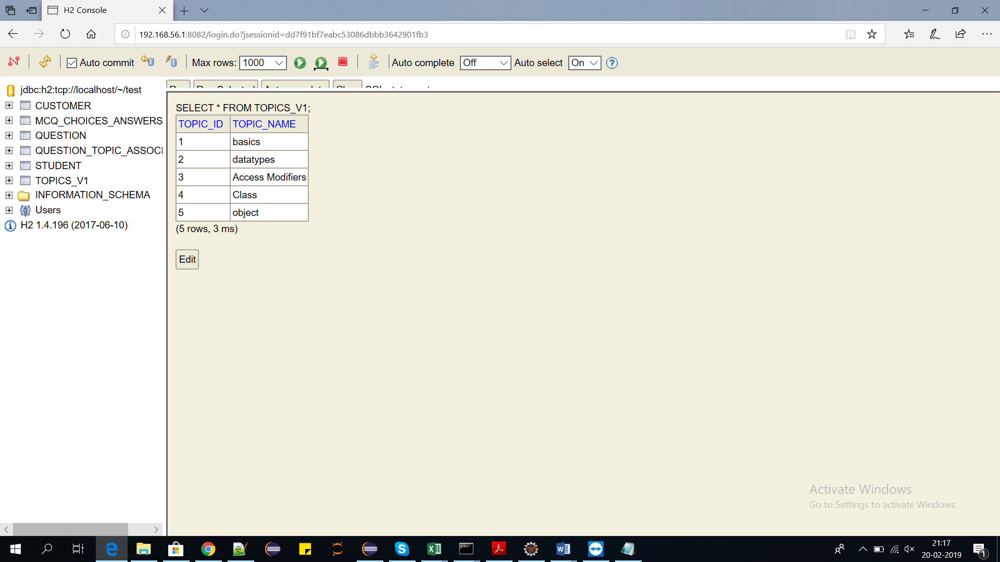 H2 Console
192.168.56.1:8082/login.do?jsessionid=dd7f91bf7eabc53086dbbb3642901fb3
Auto commit Max rows: 1000 Auto complete Off Auto select On
jdbc:h2:tcp://localhost/~/test
CUSTOMER
MCQ_CHOICES_ANSWERS
QUESTION
QUESTION_TOPIC_ASSOCI
STUDENT
TOPICS_V1
INFORMATION_SCHEMA
Users
H2 1.4.196 (2017-06-10)
SELECT * FROM TOPICS_V1;
TOPIC_ID TOPIC_NAME
1 basics
2 datatypes
3 Access Modifiers
4 Class
5 object
(5 rows, 3 ms)
Edit
Activate Windows
Go to Settings to activate Windows.
21:17
20-02-2019
1